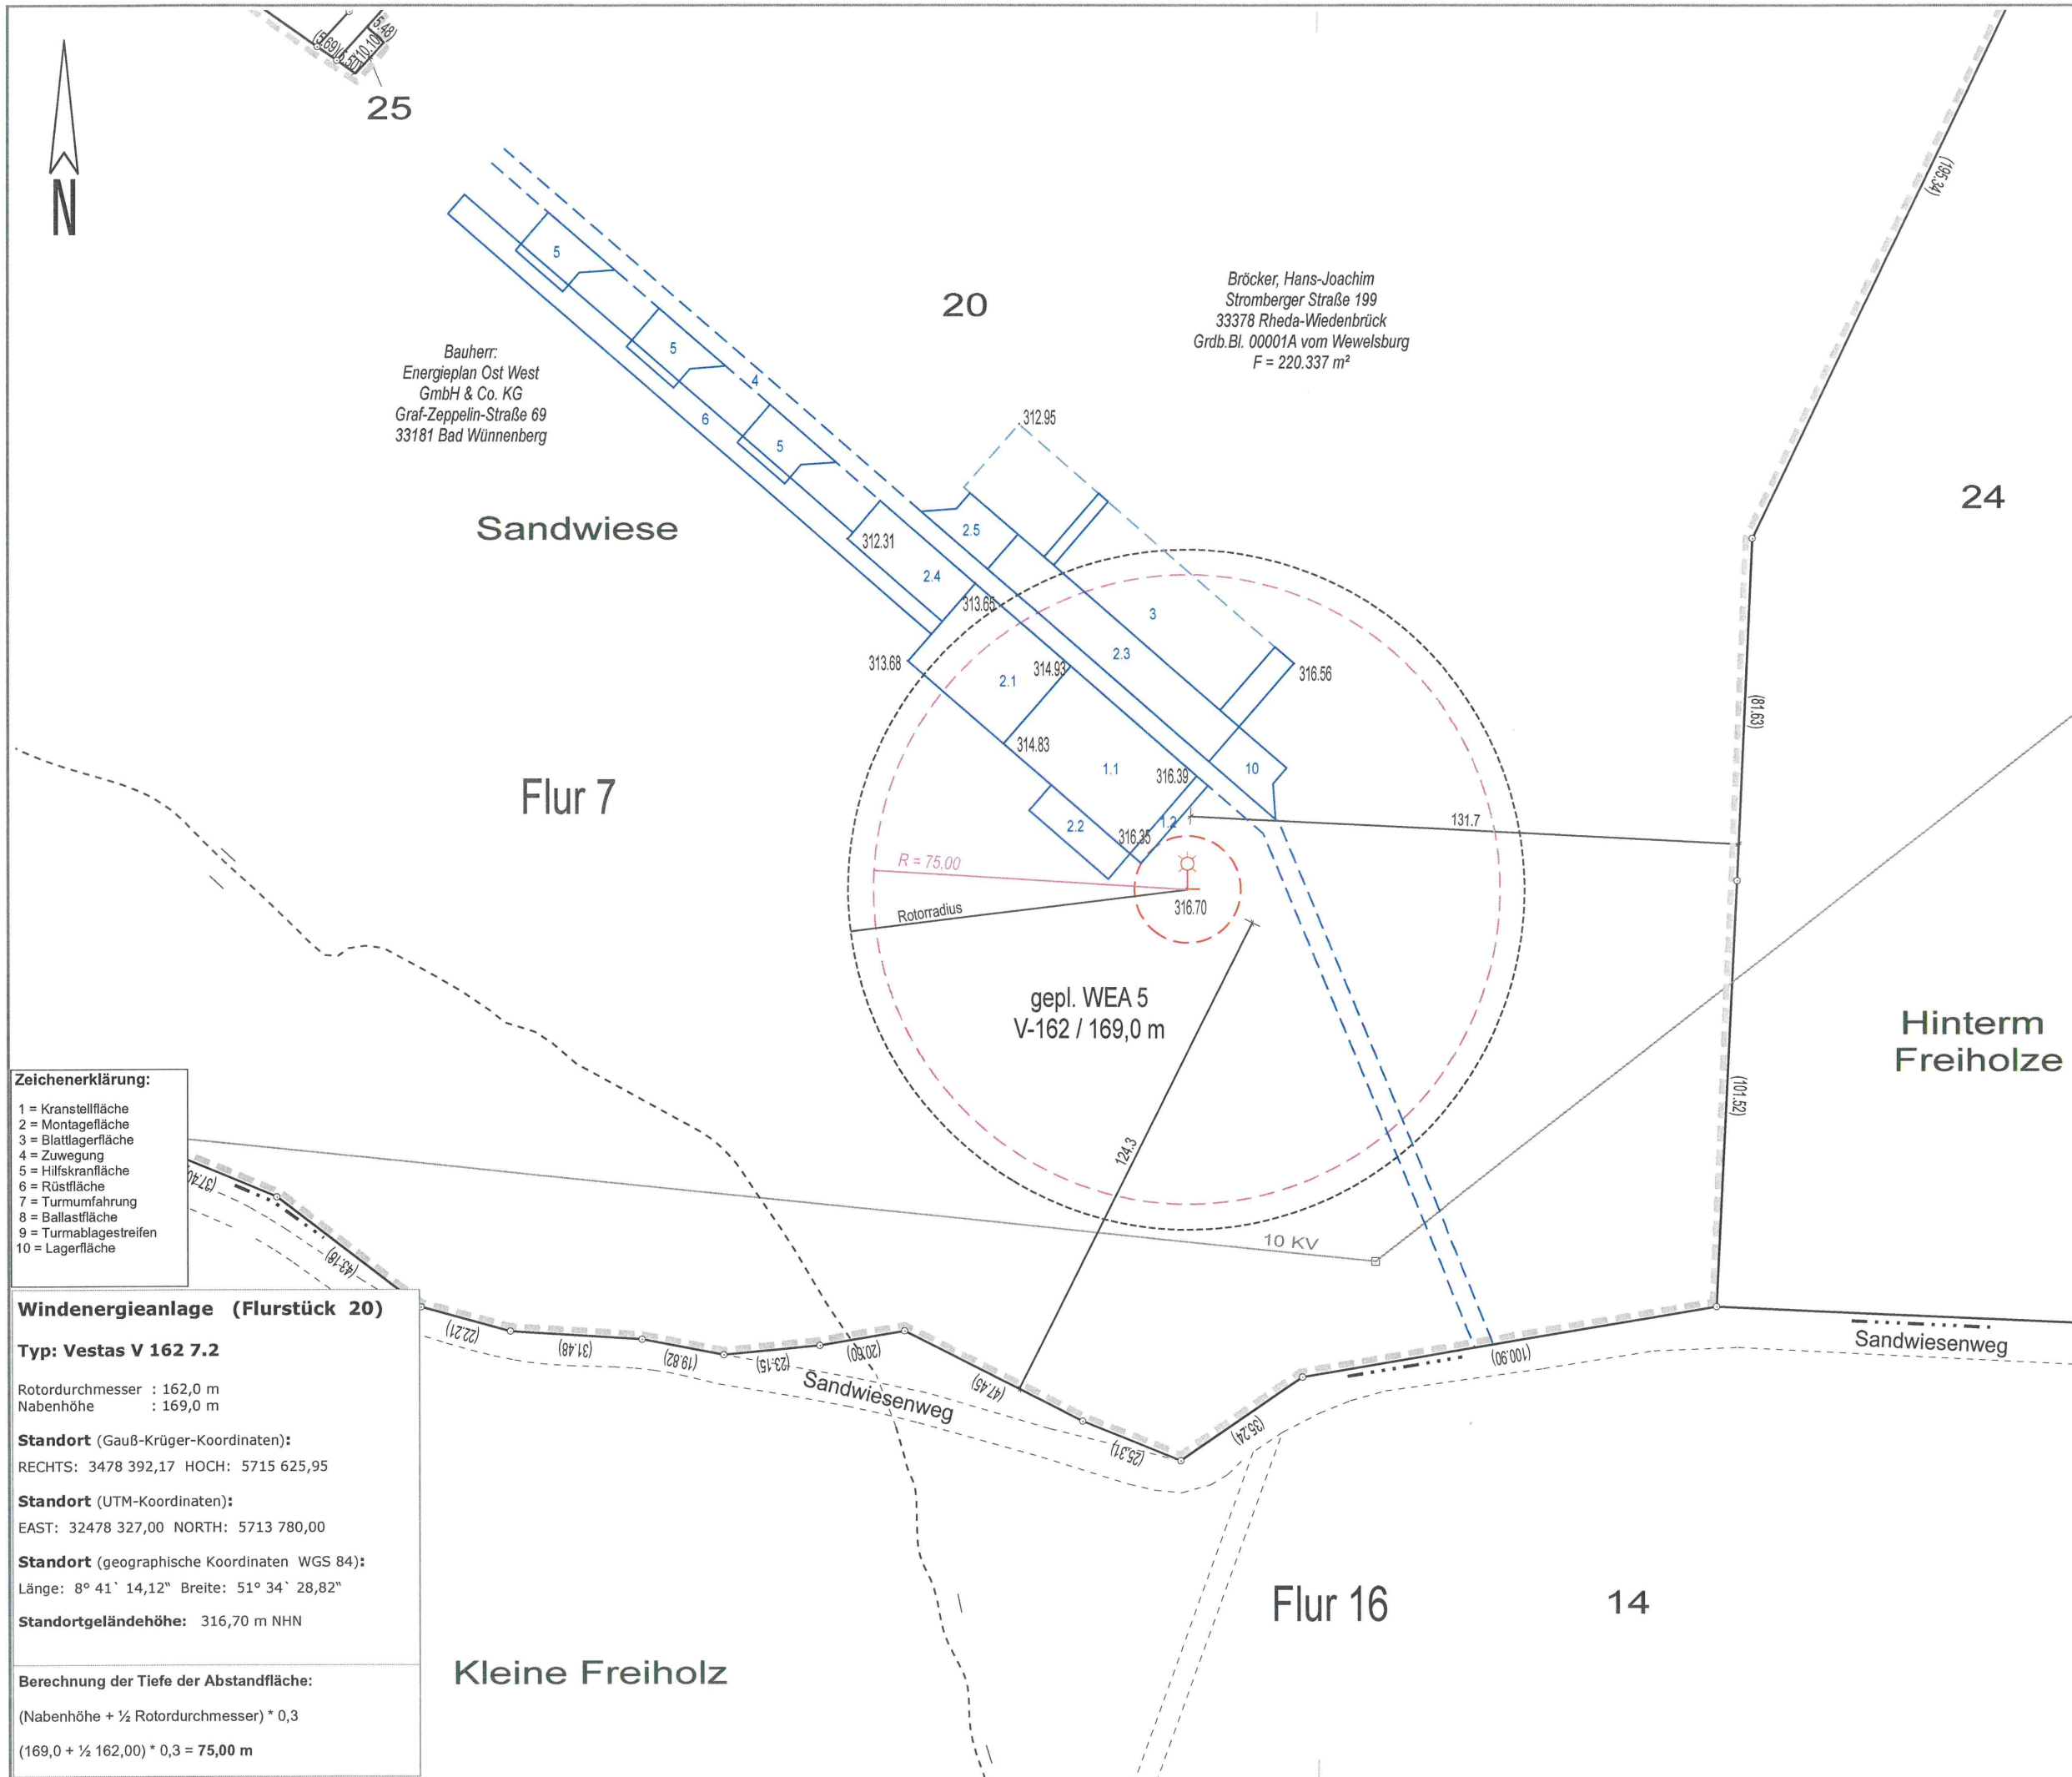 (5.69)
(5.48)
(10.10)
25
N
20
Bröcker, Hans-Joachim
Stromberger Straße 199
33378 Rheda-Wiedenbrück
Grdb.Bl. 00001A vom Wewelsburg
F = 220.337 m²
(195.34)
24
Bauherr:
Energieplan Ost West
GmbH & Co. KG
Graf-Zeppelin-Straße 69
33181 Bad Wünnenberg
5
5
5
4
6
312.95
Sandwiese
2.5
312.31
2.4
313.65
3
2.3
313.68
2.1
314.93
316.56
314.83
1.1
316.39
10
(81.63)
Flur 7
2.2
316.35
1.2
131.7
R = 75,00
Rotorradius
316.70
gepl. WEA 5
V-162 / 169,0 m
Hinterm
Freiholze
(101.52)
124.3
10 KV
Zeichenerklärung:
1 = Kranstellfläche
2 = Montagefläche
3 = Blattlagerfläche
4 = Zuwegung
5 = Hilfskranfläche
6 = Rüstfläche
7 = Turmumfahrung
8 = Ballastfläche
9 = Turmablagestreifen
10 = Lagerfläche
(43.18)
(22.21)
(31.48)
(19.82)
(23.15)
(20.60)
(47.45)
(25.31)
(35.24)
(100.90)
Sandwiesenweg
Sandwiesenweg
Windenergieanlage (Flurstück 20)
Typ: Vestas V 162 7.2
Rotordurchmesser : 162,0 m
Nabenhöhe : 169,0 m
Standort (Gauß-Krüger-Koordinaten):
RECHTS: 3478 392,17 HOCH: 5715 625,95
Standort (UTM-Koordinaten):
EAST: 32478 327,00 NORTH: 5713 780,00
Standort (geographische Koordinaten WGS 84):
Länge: 8° 41` 14,12" Breite: 51° 34` 28,82"
Standortgeländehöhe: 316,70 m NHN
Berechnung der Tiefe der Abstandfläche:
(Nabenhöhe + ½ Rotordurchmesser) * 0,3
(169,0 + ½ 162,00) * 0,3 = 75,00 m
Flur 16
14
Kleine Freiholz